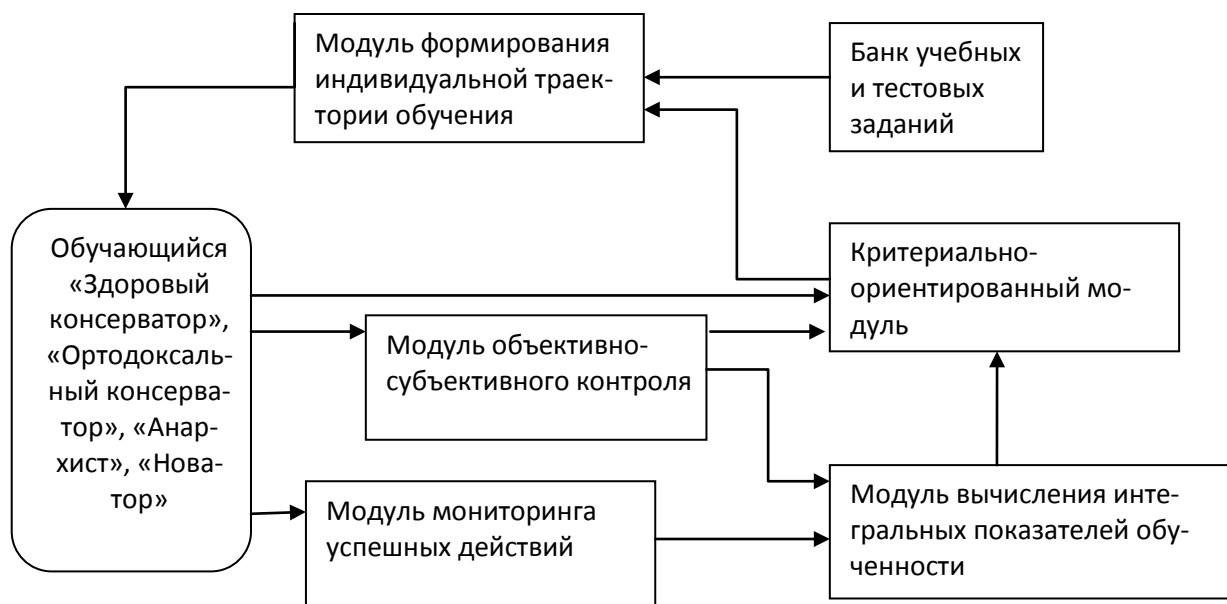 Модуль формирования
индивидуальной траек-
тории обучения
Банк учебных
и тестовых
заданий
Обучающийся
«Здоровый
консерватор»,
«Ортодоксаль-
ный консерва-
тор», «Анар-
хист», «Нова-
тор»
Критериально-
ориентированный мо-
дуль
Модуль объективно-
субъективного контроля
Модуль мониторинга
успешных действий
Модуль вычисления инте-
гральных показателей обу-
ченности